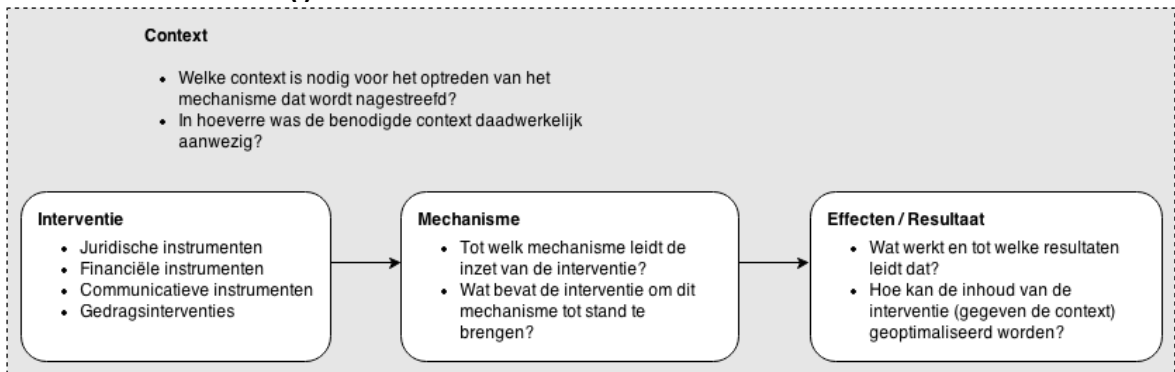 Context
• Welke context is nodig voor het optreden van het
mechanisme dat wordt nagestreefd?
• In hoeverre was de benodigde context daadwerkelijk
aanwezig?
Interventie
• Juridische instrumenten
• Financiële instrumenten
• Communicatieve instrumenten
• Gedragsinterventies
Mechanisme
• Tot welk mechanisme leidt de
inzet van de interventie?
• Wat bevat de interventie om dit
mechanisme tot stand te
brengen?
Effecten / Resultaat
• Wat werkt en tot welke resultaten
leidt dat?
• Hoe kan de inhoud van de
interventie (gegeven de context)
geoptimaliseerd worden?